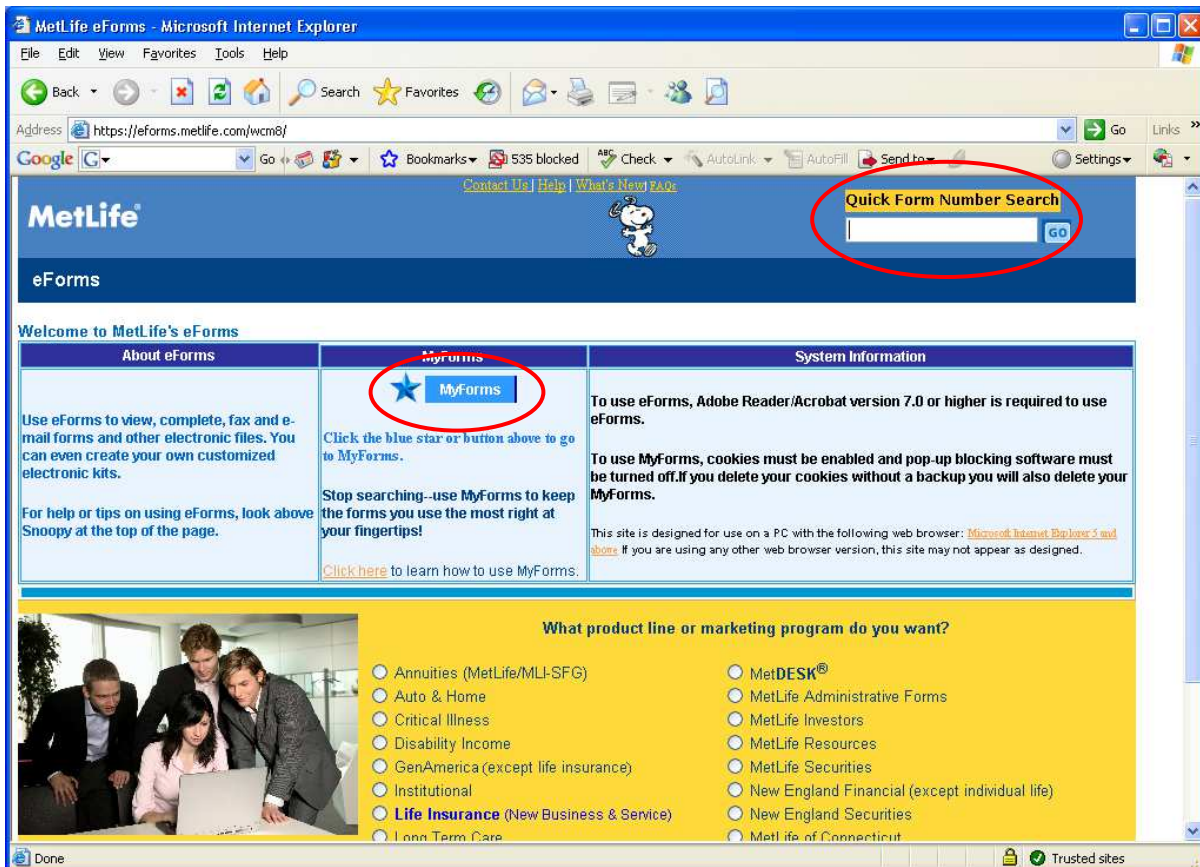 MetLife eForms - Microsoft Internet Explorer
File Edit View Favorites Tools Help
Back Search Favorites
Address https://eforms.metlife.com/wcm8/ Go Links »
Google G Go Bookmarks 535 blocked ABC Check AutoLink AutoFill Send to Settings
Contact Us | Help | What's New| FAQs
Quick Form Number Search
MetLife®
GO
eForms
Welcome to MetLife's eForms
About eForms
Use eForms to view, complete, fax and e-
mail forms and other electronic files. You
can even create your own customized
electronic kits.
For help or tips on using eForms, look above
Snoopy at the top of the page.
MyForms
MyForms
Click the blue star or button above to go
to MyForms.
Stop searching--use MyForms to keep
the forms you use the most right at
your fingertips!
Click here to learn how to use MyForms.
System Information
To use eForms, Adobe Reader/Acrobat version 7.0 or higher is required to use
eForms.
To use MyForms, cookies must be enabled and pop-up blocking software must
be turned off.If you delete your cookies without a backup you will also delete your
MyForms.
This site is designed for use on a PC with the following web browser: Microsoft Internet Explorer 5 and
above If you are using any other web browser version, this site may not appear as designed.
What product line or marketing program do you want?
Annuities (MetLife/MLI-SFG)
Auto & Home
Critical Illness
Disability Income
GenAmerica (except life insurance)
Institutional
Life Insurance (New Business & Service)
Long Term Care
MetDESK®
MetLife Administrative Forms
MetLife Investors
MetLife Resources
MetLife Securities
New England Financial (except individual life)
New England Securities
MetLife of Connecticut
Done Trusted sites